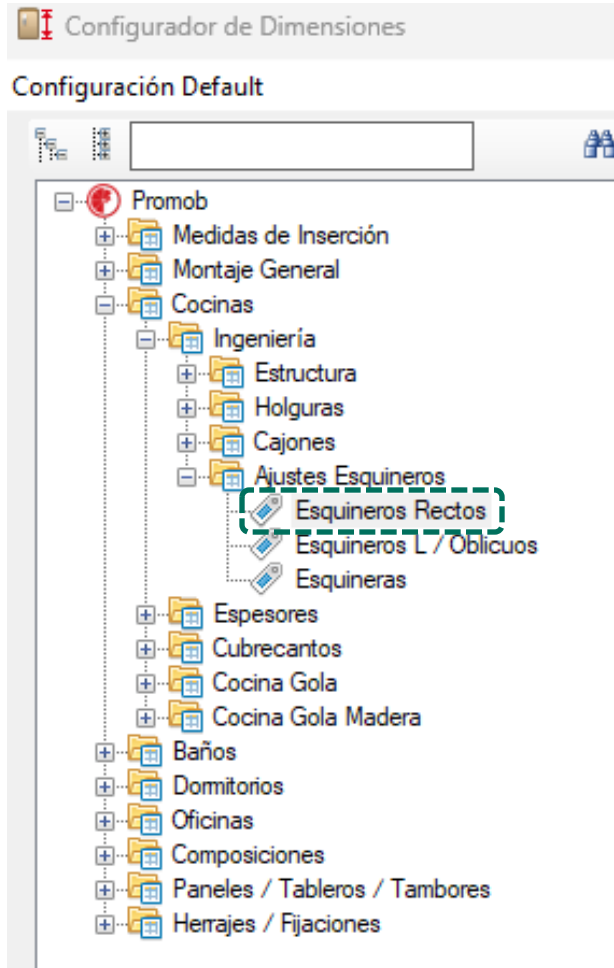 Configurador de Dimensiones
Configuración Default
Promob
Medidas de Inserción
Montaje General
Cocinas
Ingeniería
Estructura
Holguras
Cajones
Ajustes Esquineros
Esquineros Rectos
Esquineros L / Oblicuos
Esquineras
Espesores
Cubrecantos
Cocina Gola
Cocina Gola Madera
Baños
Dormitorios
Oficinas
Composiciones
Paneles / Tableros / Tambores
Herrajes / Fijaciones